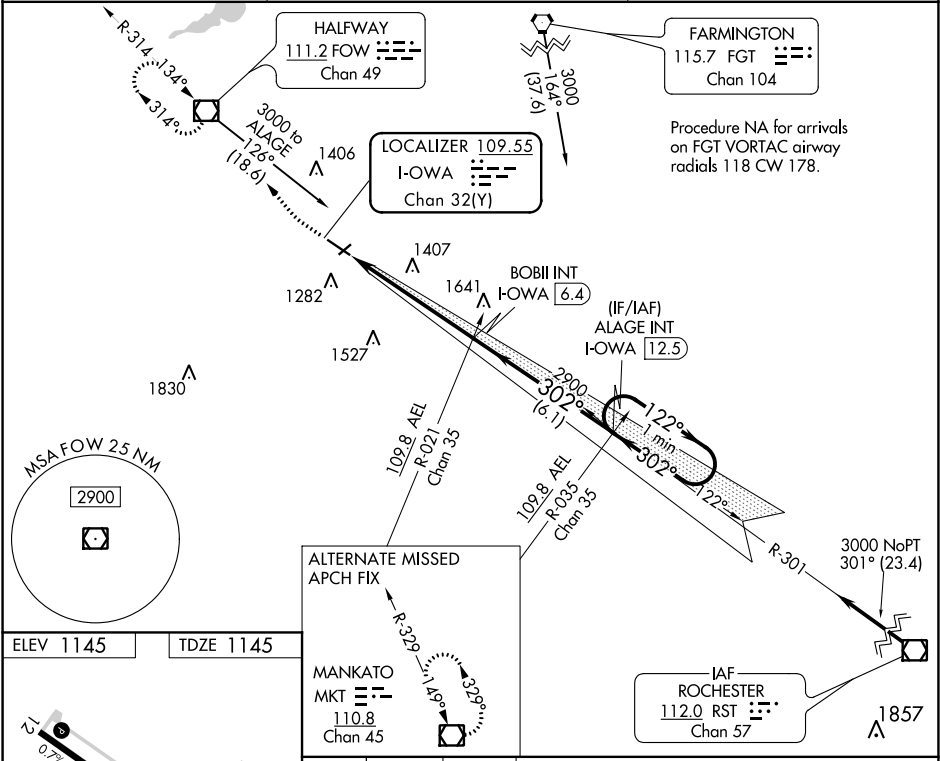 R-314
134°
314°
HALFWAY
111.2 FOW
Chan 49
3000 to
ALAGE
126°
(18.6)
1406
3000
164°
(37.6)
FARMINGTON
115.7 FGT
Chan 104
Procedure NA for arrivals
on FGT VORTAC airway
radials 118 CW 178.
LOCALIZER 109.55
I-OWA
Chan 32(Y)
1407
1282
1641
1527
1830
BOBII INT
I-OWA 6.4
(IF/IAF)
ALAGE INT
I-OWA 12.5
2900
302°
(6.1)
122°
1 min
302°
122°
109.8 AEL
R-021
Chan 35
109.8 AEL
R-035
Chan 35
R-301
3000 NoPT
301° (23.4)
MSA FOW 25 NM
2900
ALTERNATE MISSED
APCH FIX
R-329
149°
329°
MANKATO
MKT
110.8
Chan 45
IAF
ROCHESTER
112.0 RST
Chan 57
1857
ELEV 1145
TDZE 1145
12
0.7%
P